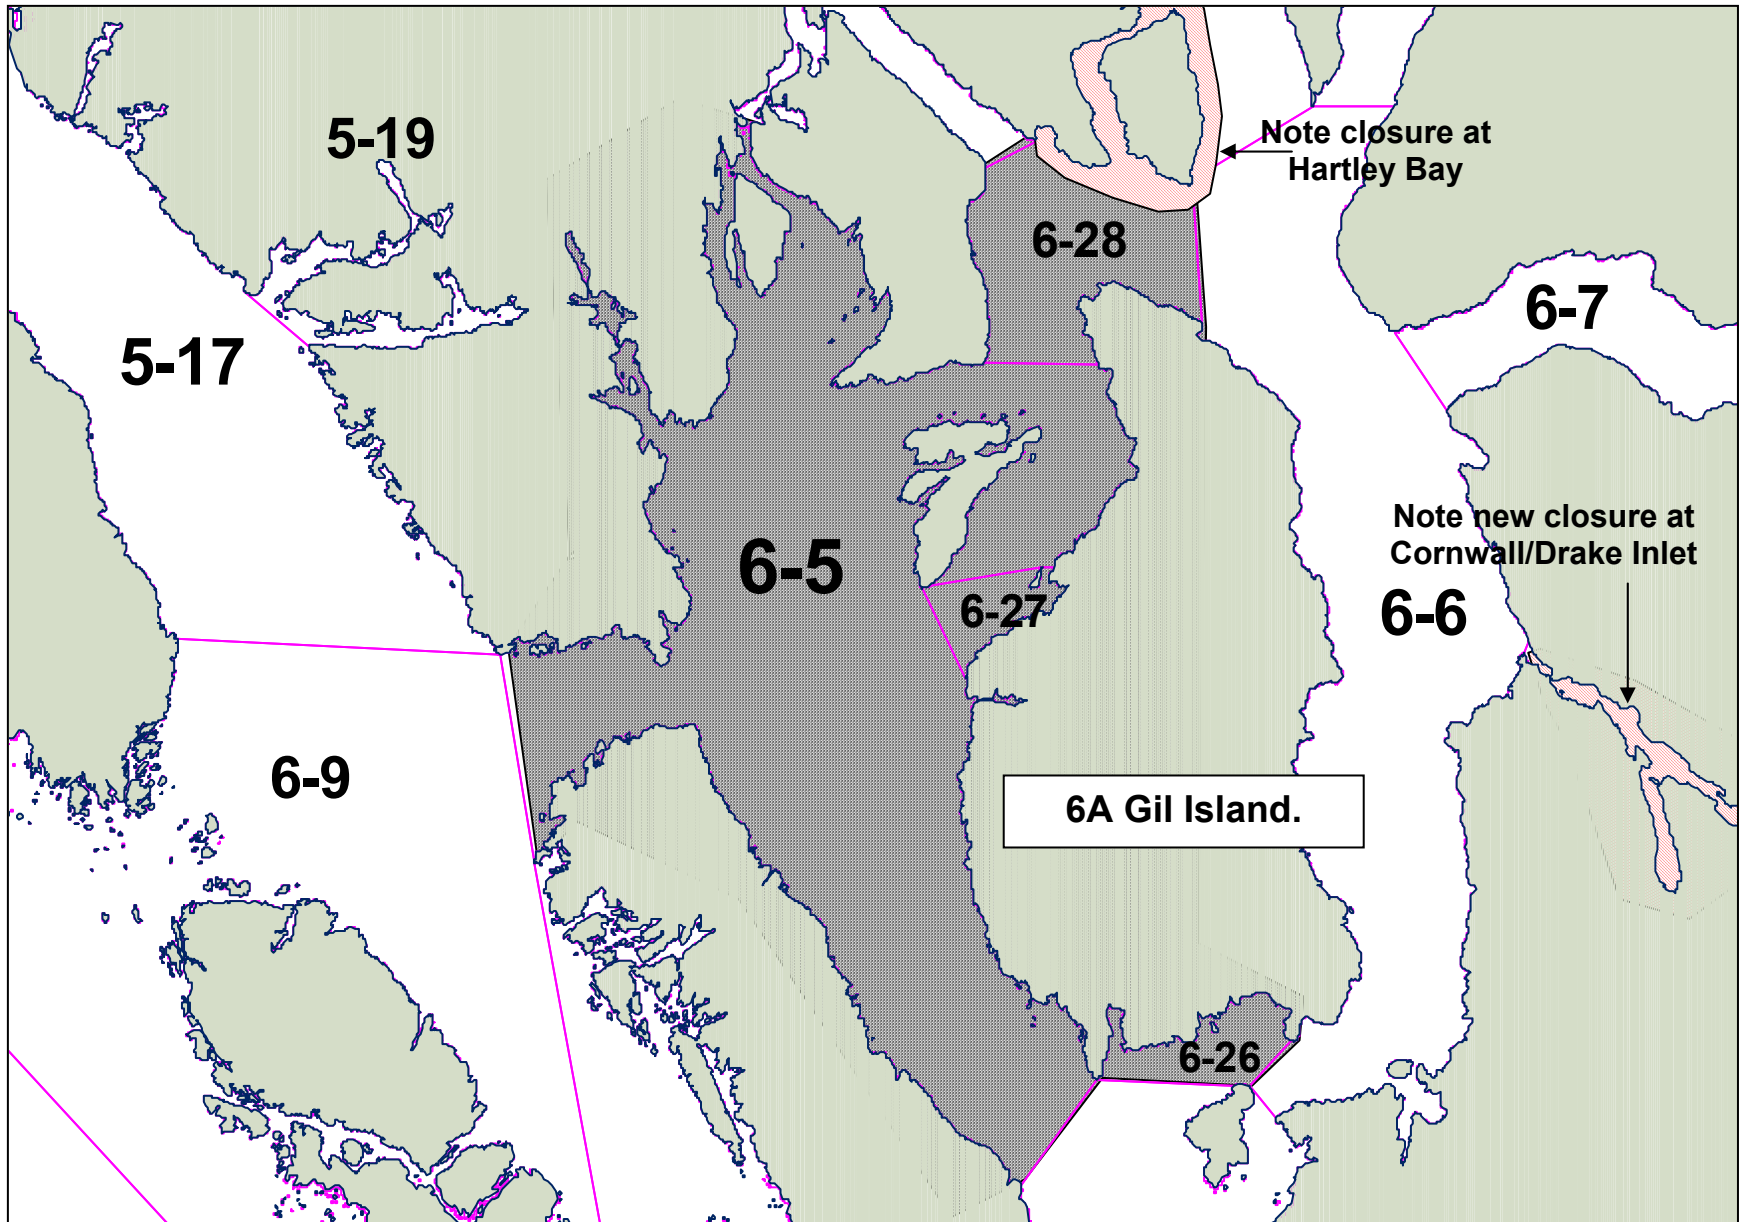 5-19
Note closure at
Hartley Bay
6-28
6-7
5-17
Note new closure at
Cornwall/Drake Inlet
6-5
6-27
6-6
6-9
6A Gil Island.
6-26